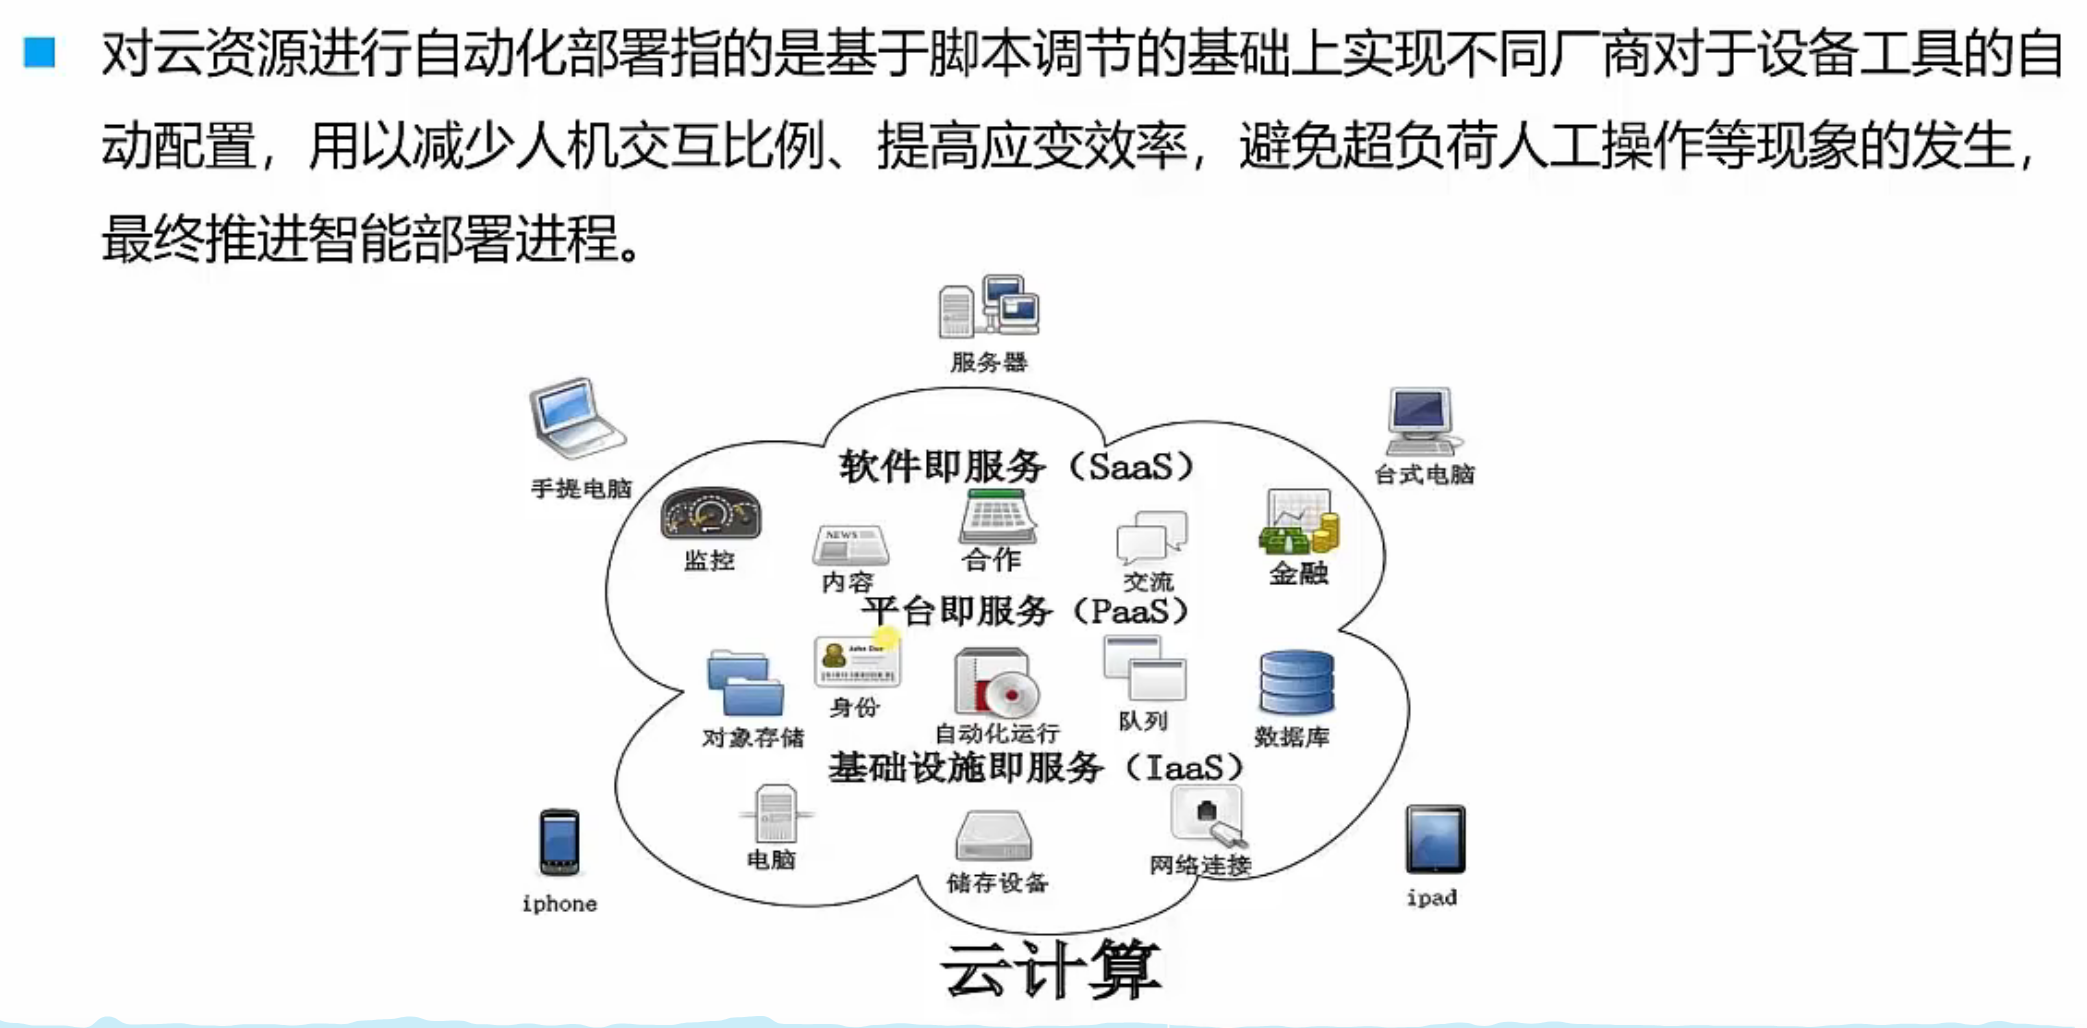 对云资源进行自动化部署指的是基于脚本调节的基础上实现不同厂商对于设备工具的自
动配置，用以减少人机交互比例、提高应变效率，避免超负荷人工操作等现象的发生，
最终推进智能部署进程。
服务器
手提电脑
台式电脑
软件即服务（SaaS）
监控
NEWS
内容
合作
交流
金融
平台即服务（PaaS）
对象存储
John Doe
身份
自动化运行
队列
数据库
基础设施即服务（IaaS）
电脑
储存设备
网络连接
iphone
ipad
云计算